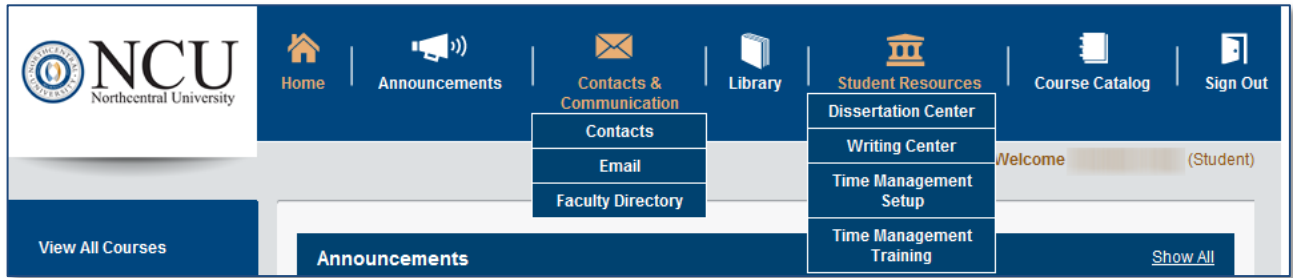 NORTHCENTRAL
UNIVERSITY
NCU
Northcentral University
Home
Announcements
Contacts &
Communication
Library
Student Resources
Course Catalog
Sign Out
Contacts
Email
Faculty Directory
Dissertation Center
Writing Center
Time Management
Setup
Time Management
Training
Welcome
(Student)
View All Courses
Announcements
Show All